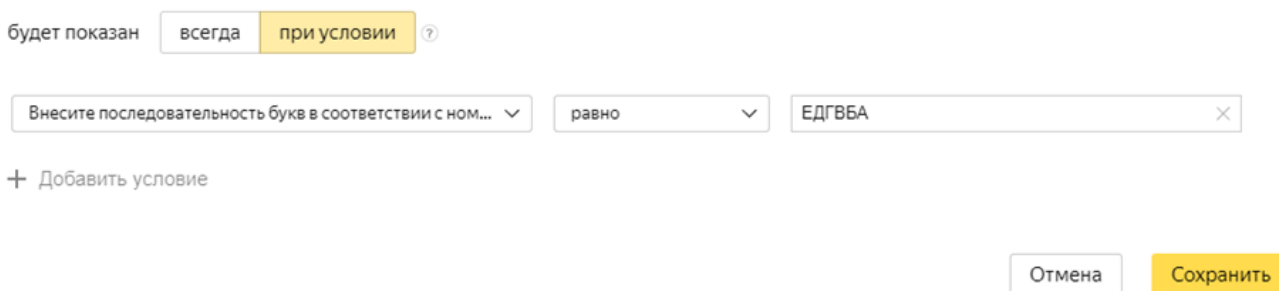 будет показан всегда при условии ?
Внесите последовательность букв в соответствии с ном... равно ЕДГВБА
+ Добавить условие
Отмена Сохранить